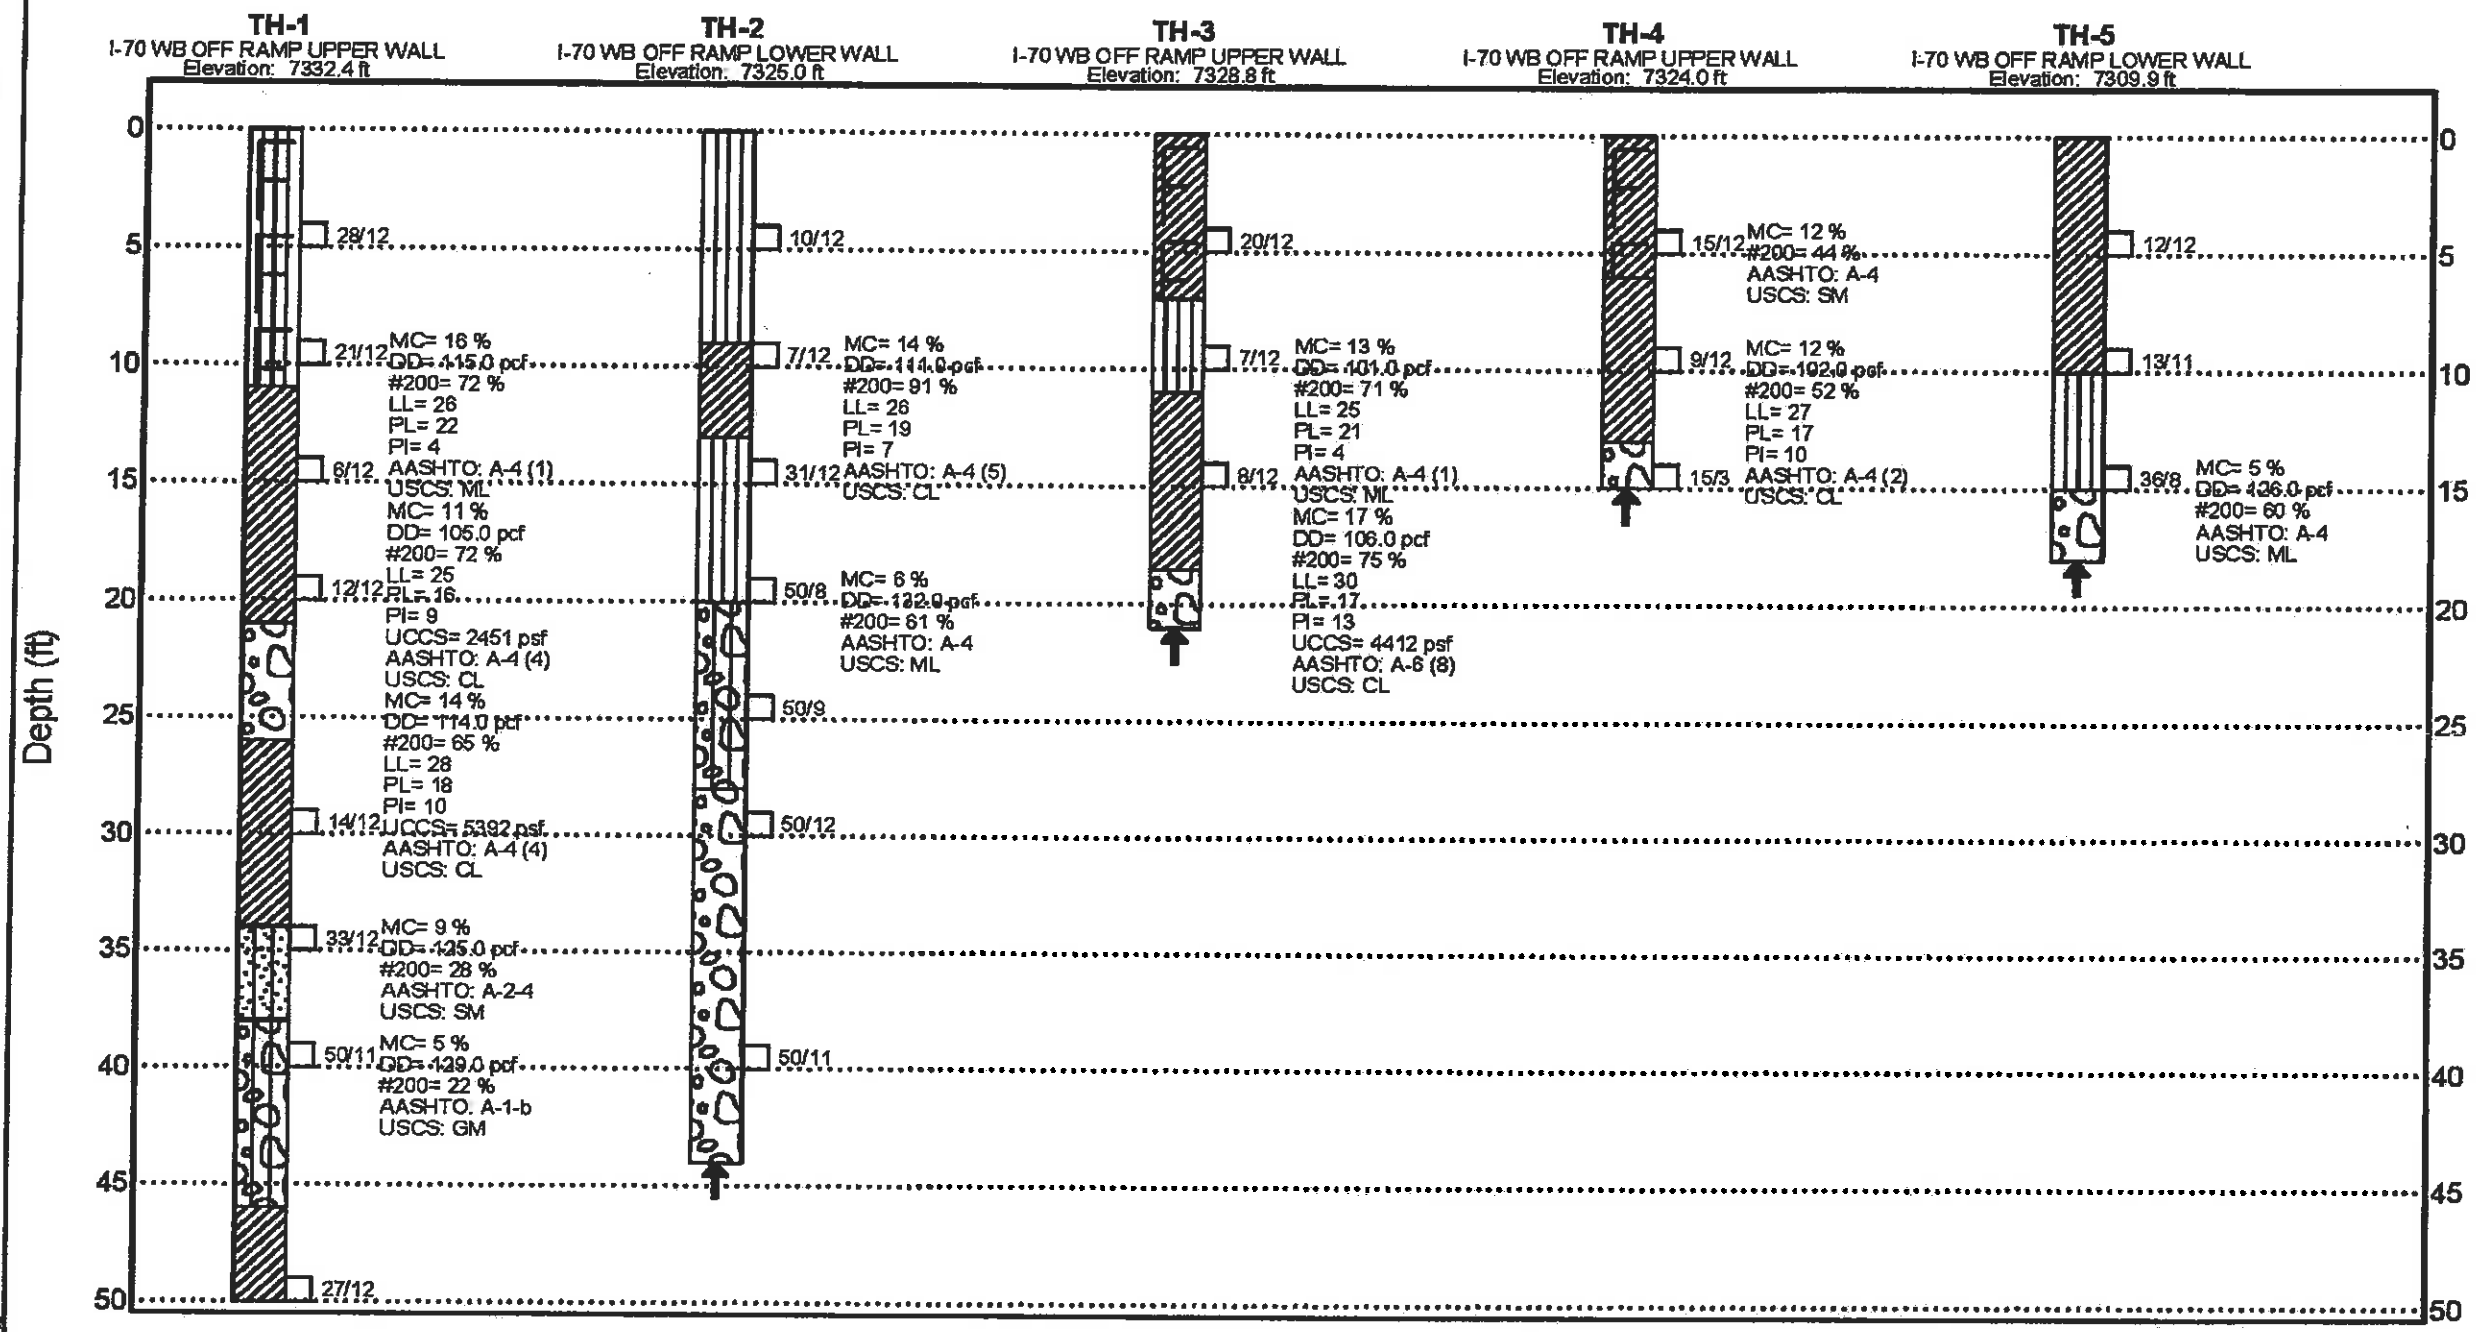 TH-1
I-70 WB OFF RAMP UPPER WALL
Elevation: 7332.4 ft
TH-2
I-70 WB OFF RAMP LOWER WALL
Elevation: 7325.0 ft
TH-3
I-70 WB OFF RAMP UPPER WALL
Elevation: 7328.8 ft
TH-4
I-70 WB OFF RAMP UPPER WALL
Elevation: 7324.0 ft
TH-5
I-70 WB OFF RAMP LOWER WALL
Elevation: 7309.9 ft
Depth (ft)
0
5
10
15
20
25
30
35
40
45
50
28/12
21/12
MC= 16 %
DD= 115.0 pcf
#200= 72 %
LL= 26
PL= 22
PI= 4
AASHTO: A-4 (1)
USCS: ML
6/12
MC= 11 %
DD= 105.0 pcf
#200= 72 %
LL= 25
PL= 16
PI= 9
UCCS= 2451 psf
AASHTO: A-4 (4)
USCS: CL
12/12
MC= 14 %
DD= 114.0 pcf
#200= 65 %
LL= 28
PL= 18
PI= 10
UCCS= 5392 psf
AASHTO: A-4 (4)
USCS: CL
14/12
33/12
MC= 9 %
DD= 125.0 pcf
#200= 28 %
AASHTO: A-2-4
USCS: SM
50/11
MC= 5 %
DD= 129.0 pcf
#200= 22 %
AASHTO: A-1-b
USCS: GM
27/12
10/12
7/12
MC= 14 %
DD= 111.0 pcf
#200= 91 %
LL= 26
PL= 19
PI= 7
AASHTO: A-4 (5)
USCS: CL
31/12
50/8
MC= 6 %
DD= 132.0 pcf
#200= 61 %
AASHTO: A-4
USCS: ML
50/9
50/12
50/11
20/12
7/12
MC= 13 %
DD= 101.0 pcf
#200= 71 %
LL= 25
PL= 21
PI= 4
AASHTO: A-4 (1)
USCS: ML
8/12
MC= 17 %
DD= 106.0 pcf
#200= 75 %
LL= 30
PL= 17
PI= 13
UCCS= 4412 psf
AASHTO: A-6 (8)
USCS: CL
15/12
MC= 12 %
#200= 44 %
AASHTO: A-4
USCS: SM
9/12
MC= 12 %
DD= 102.0 pcf
#200= 52 %
LL= 27
PL= 17
PI= 10
AASHTO: A-4 (2)
USCS: CL
15/3
12/12
13/11
36/8
MC= 5 %
DD= 126.0 pcf
#200= 60 %
AASHTO: A-4
USCS: ML
0
5
10
15
20
25
30
35
40
45
50